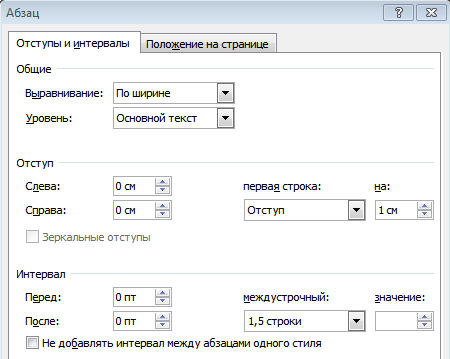 Абзац
Отступы и интервалы Положение на странице
Общие
Выравнивание: По ширине
Уровень: Основной текст
Отступ
Слева: 0 см первая строка: на:
Справа: 0 см Отступ 1 см
Зеркальные отступы
Интервал
Перед: 0 пт междустрочный: значение:
После: 0 пт 1,5 строки
Не добавлять интервал между абзацами одного стиля